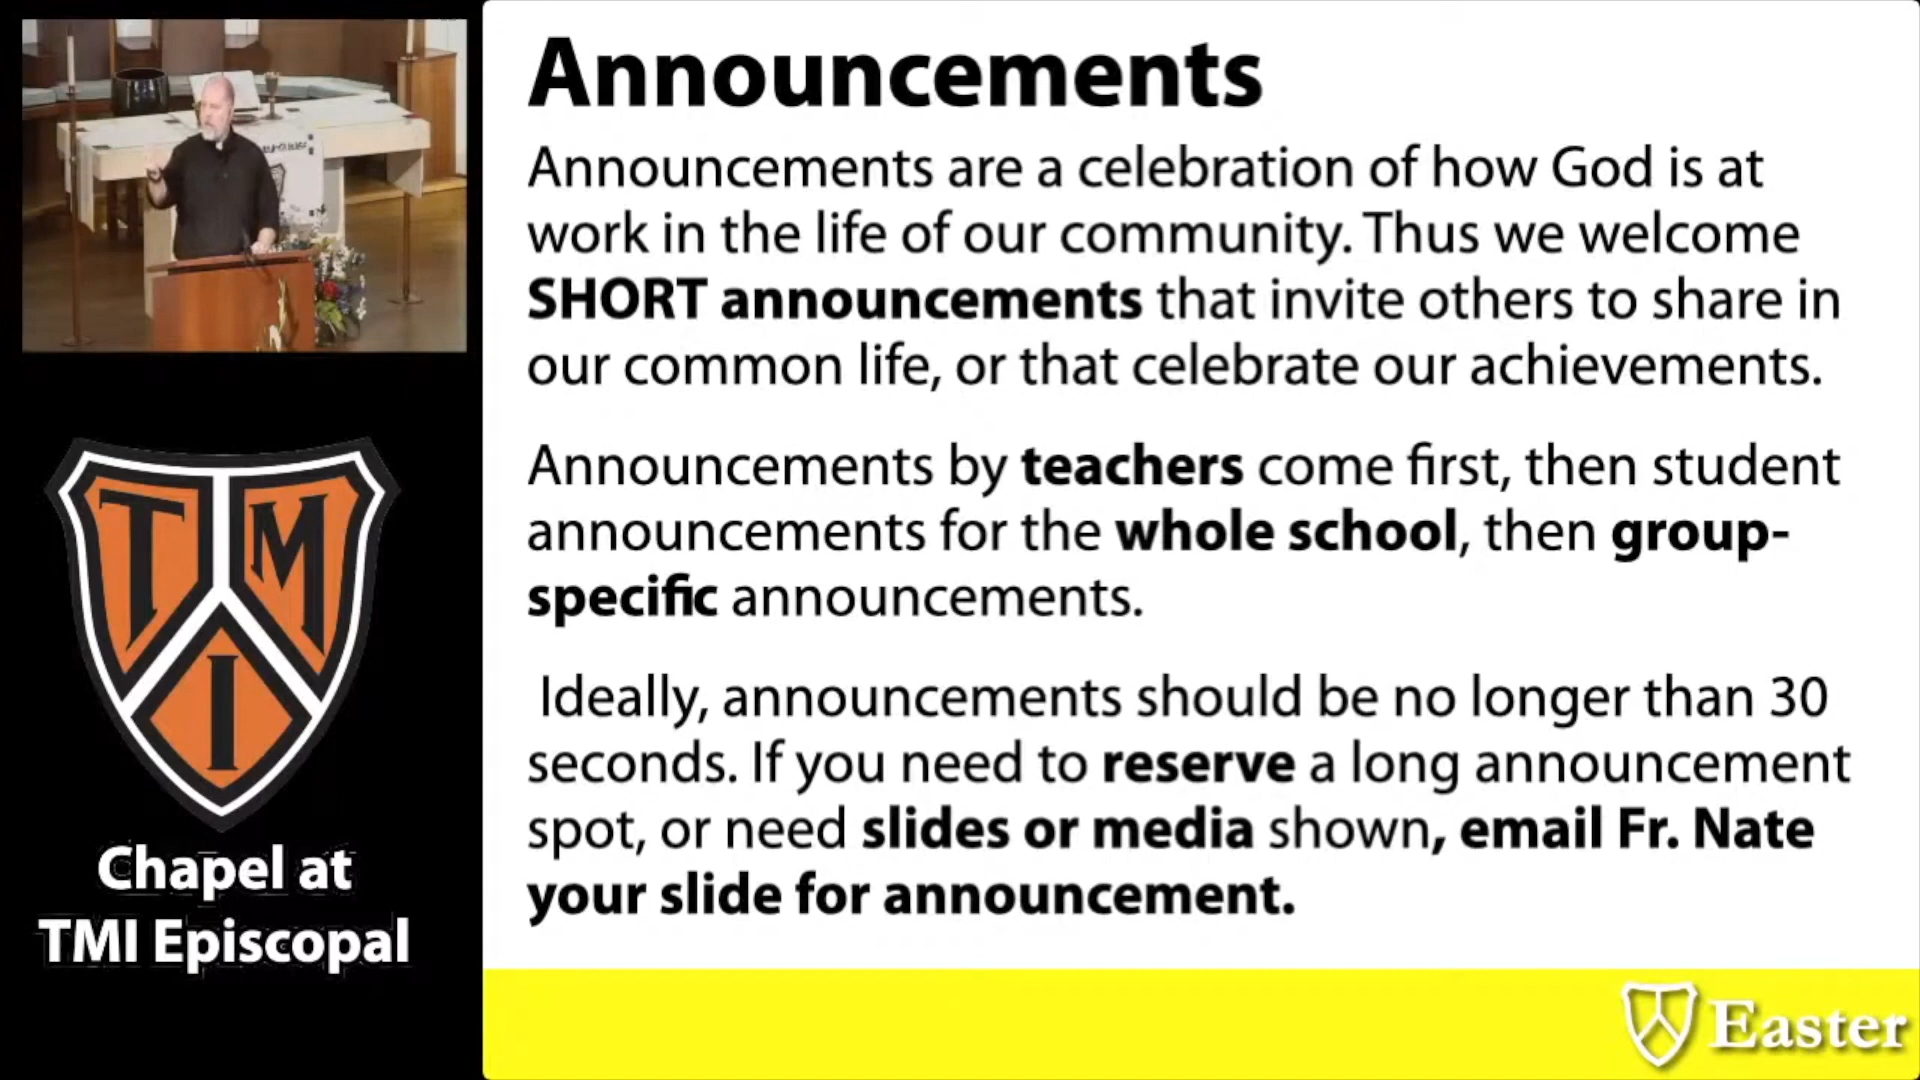 Announcements
Announcements are a celebration of how God is at
work in the life of our community. Thus we welcome
SHORT announcements that invite others to share in
our common life, or that celebrate our achievements.
Announcements by teachers come first, then student
announcements for the whole school, then group-
specific announcements.
Ideally, announcements should be no longer than 30
seconds. If you need to reserve a long announcement
spot, or need slides or media shown, email Fr. Nate
your slide for announcement.
T M
I
Chapel at
TMI Episcopal
Easter